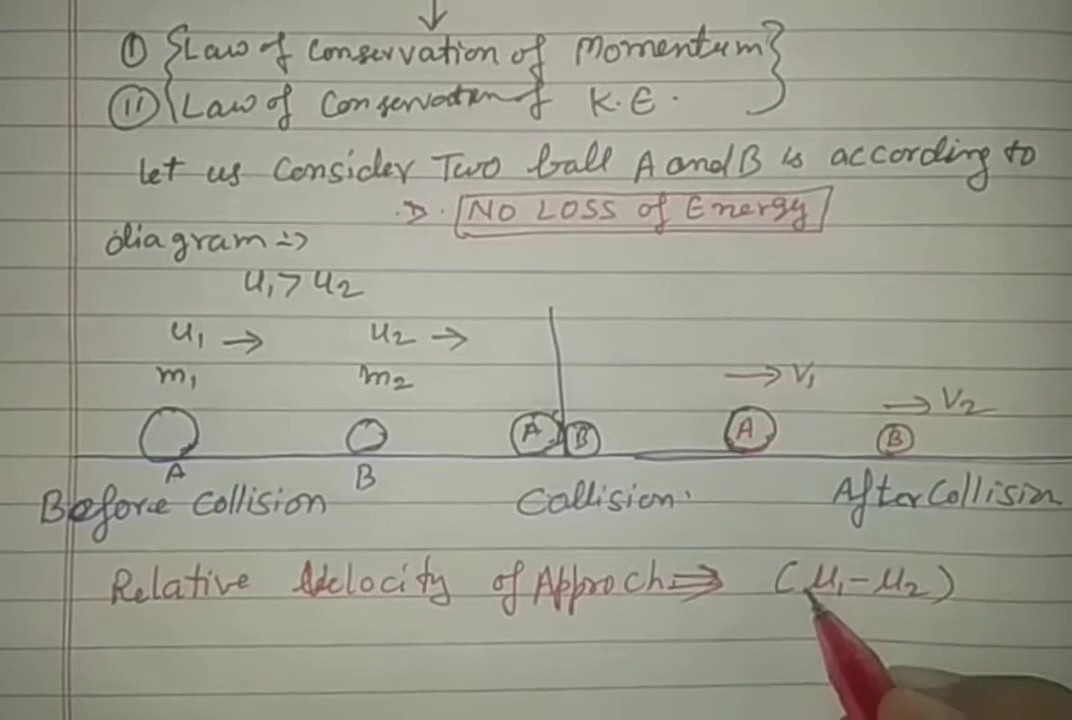 ① {Law of Conservation of Momentum}
⑪ {Law of Conservation of K.E.
Let us Consider Two ball A and B is according to
NO LOSS of Energy
diagram ⇒
u₁ > u₂
u₁ → u₂ →
m₁ m₂ → V₁
→ V₂
A B A B
A B
Before Collision Collision After Collision
Relative Velocity of Approch ⇒ (u₁ - u₂)